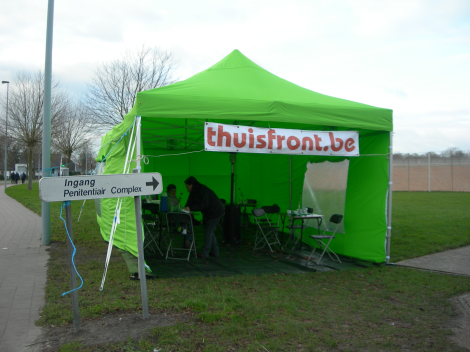 thuisfront.be
Ingang
Penitentiair Complex